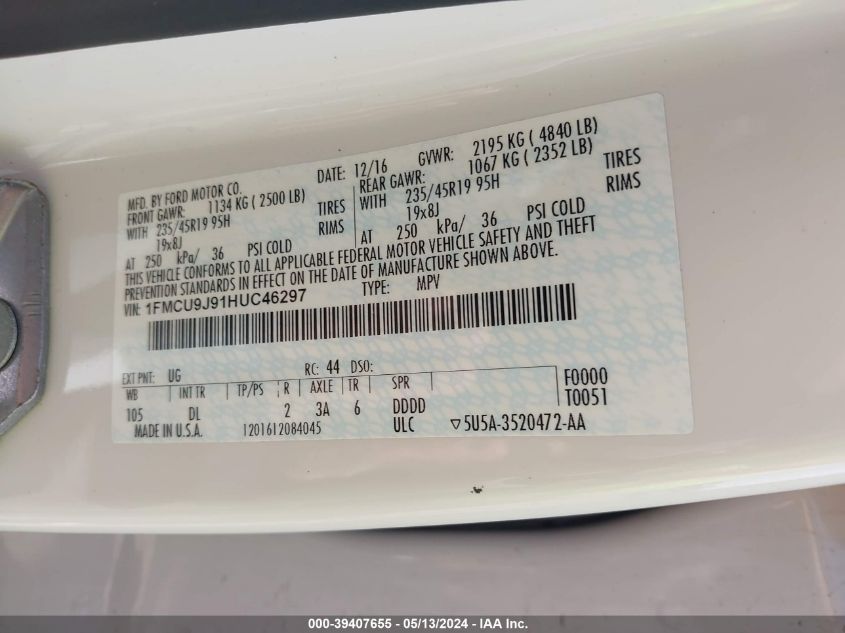 MFD. BY FORD MOTOR CO.
DATE: 12/16 GVWR: 2195 KG ( 4840 LB)
FRONT GAWR: 1134 KG ( 2500 LB)
REAR GAWR: 1067 KG ( 2352 LB)
WITH 235/45R19 95H TIRES
WITH 235/45R19 95H TIRES
19x8J RIMS
19x8J RIMS
AT 250 kPa/ 36 PSI COLD
AT 250 kPa/ 36 PSI COLD
THIS VEHICLE CONFORMS TO ALL APPLICABLE FEDERAL MOTOR VEHICLE SAFETY AND THEFT
PREVENTION STANDARDS IN EFFECT ON THE DATE OF MANUFACTURE SHOWN ABOVE.
VIN: 1FMCU9J91HUC46297 TYPE: MPV
EXT PNT: UG RC: 44 DSO:
WB INT TR TP/PS R AXLE TR SPR
105 DL 2 3A 6 DDDD
F0000
T0051
MADE IN U.S.A. 1201612084045 ULC ▽5U5A-3520472-AA
000-39407655 - 05/13/2024 - IAA Inc.